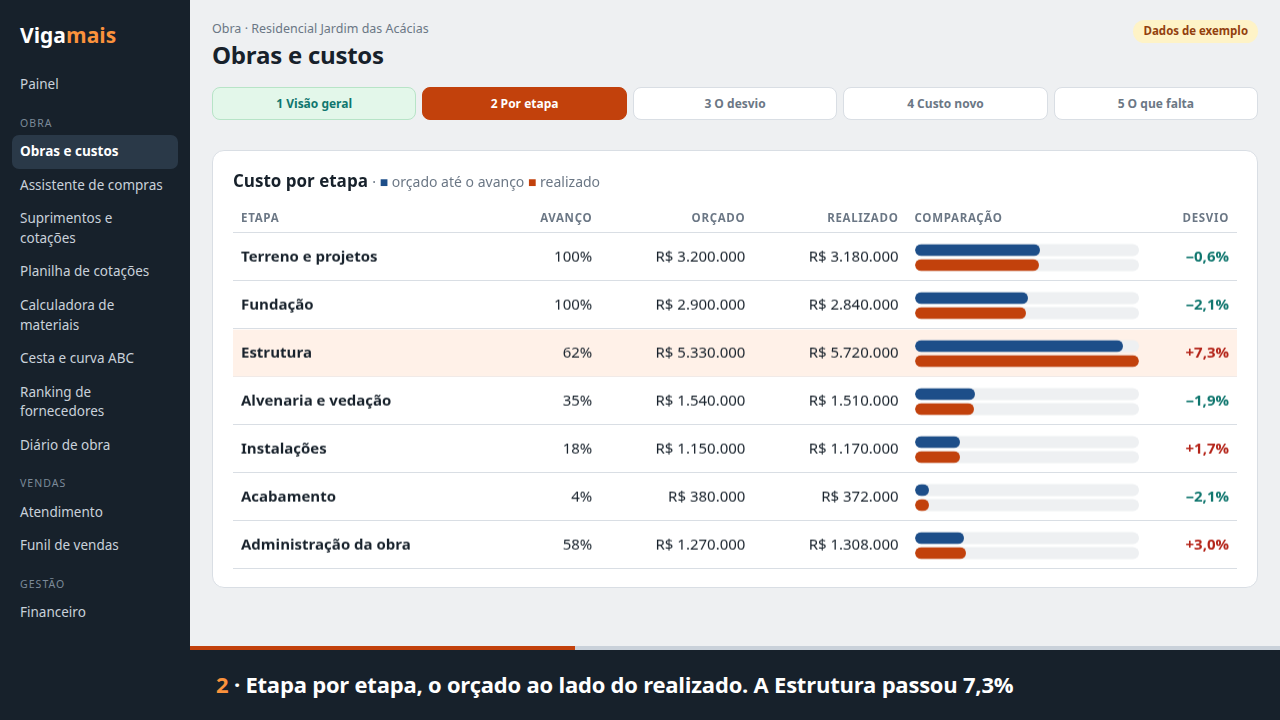 Vigamais
Painel
OBRA
Obras e custos
Assistente de compras
Suprimentos e
cotações
Planilha de cotações
Calculadora de
materiais
Cesta e curva ABC
Ranking de
fornecedores
Diário de obra
VENDAS
Atendimento
Funil de vendas
GESTÃO
Financeiro
Obra · Residencial Jardim das Acácias
Obras e custos
Dados de exemplo
1 Visão geral
2 Por etapa
3 O desvio
4 Custo novo
5 O que falta
Custo por etapa · ■ orçado até o avanço ■ realizado
ETAPA AVANÇO ORÇADO REALIZADO COMPARAÇÃO DESVIO
Terreno e projetos 100% R$ 3.200.000 R$ 3.180.000 −0,6%
Fundação 100% R$ 2.900.000 R$ 2.840.000 −2,1%
Estrutura 62% R$ 5.330.000 R$ 5.720.000 +7,3%
Alvenaria e vedação 35% R$ 1.540.000 R$ 1.510.000 −1,9%
Instalações 18% R$ 1.150.000 R$ 1.170.000 +1,7%
Acabamento 4% R$ 380.000 R$ 372.000 −2,1%
Administração da obra 58% R$ 1.270.000 R$ 1.308.000 +3,0%
2 · Etapa por etapa, o orçado ao lado do realizado. A Estrutura passou 7,3%